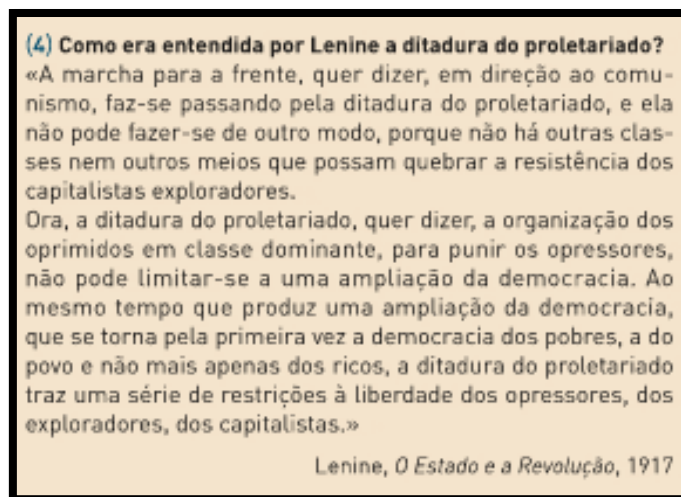 (4) Como era entendida por Lenine a ditadura do proletariado?
«A marcha para a frente, quer dizer, em direção ao comu-
nismo, faz-se passando pela ditadura do proletariado, e ela
não pode fazer-se de outro modo, porque não há outras clas-
ses nem outros meios que possam quebrar a resistência dos
capitalistas exploradores.
Ora, a ditadura do proletariado, quer dizer, a organização dos
oprimidos em classe dominante, para punir os opressores,
não pode limitar-se a uma ampliação da democracia. Ao
mesmo tempo que produz uma ampliação da democracia,
que se torna pela primeira vez a democracia dos pobres, a do
povo e não mais apenas dos ricos, a ditadura do proletariado
traz uma série de restrições à liberdade dos opressores, dos
exploradores, dos capitalistas.»
Lenine, O Estado e a Revolução, 1917